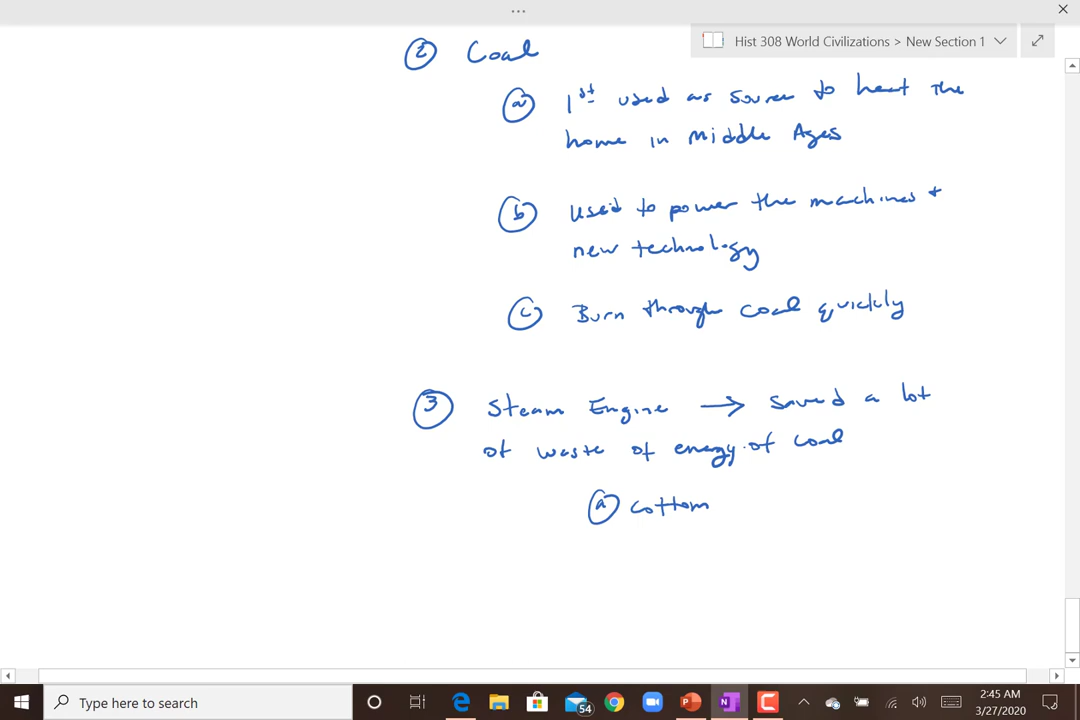 Hist 308 World Civilizations > New Section 1
② Coal
ⓐ 1st used as source to heat the
home in Middle Ages
ⓑ Used to power the machines +
new technology
ⓒ Burn through coal quickly
③ Steam Engine → saved a lot
of waste of energy of coal
ⓐ cottom
Type here to search
54
2:45 AM
3/27/2020